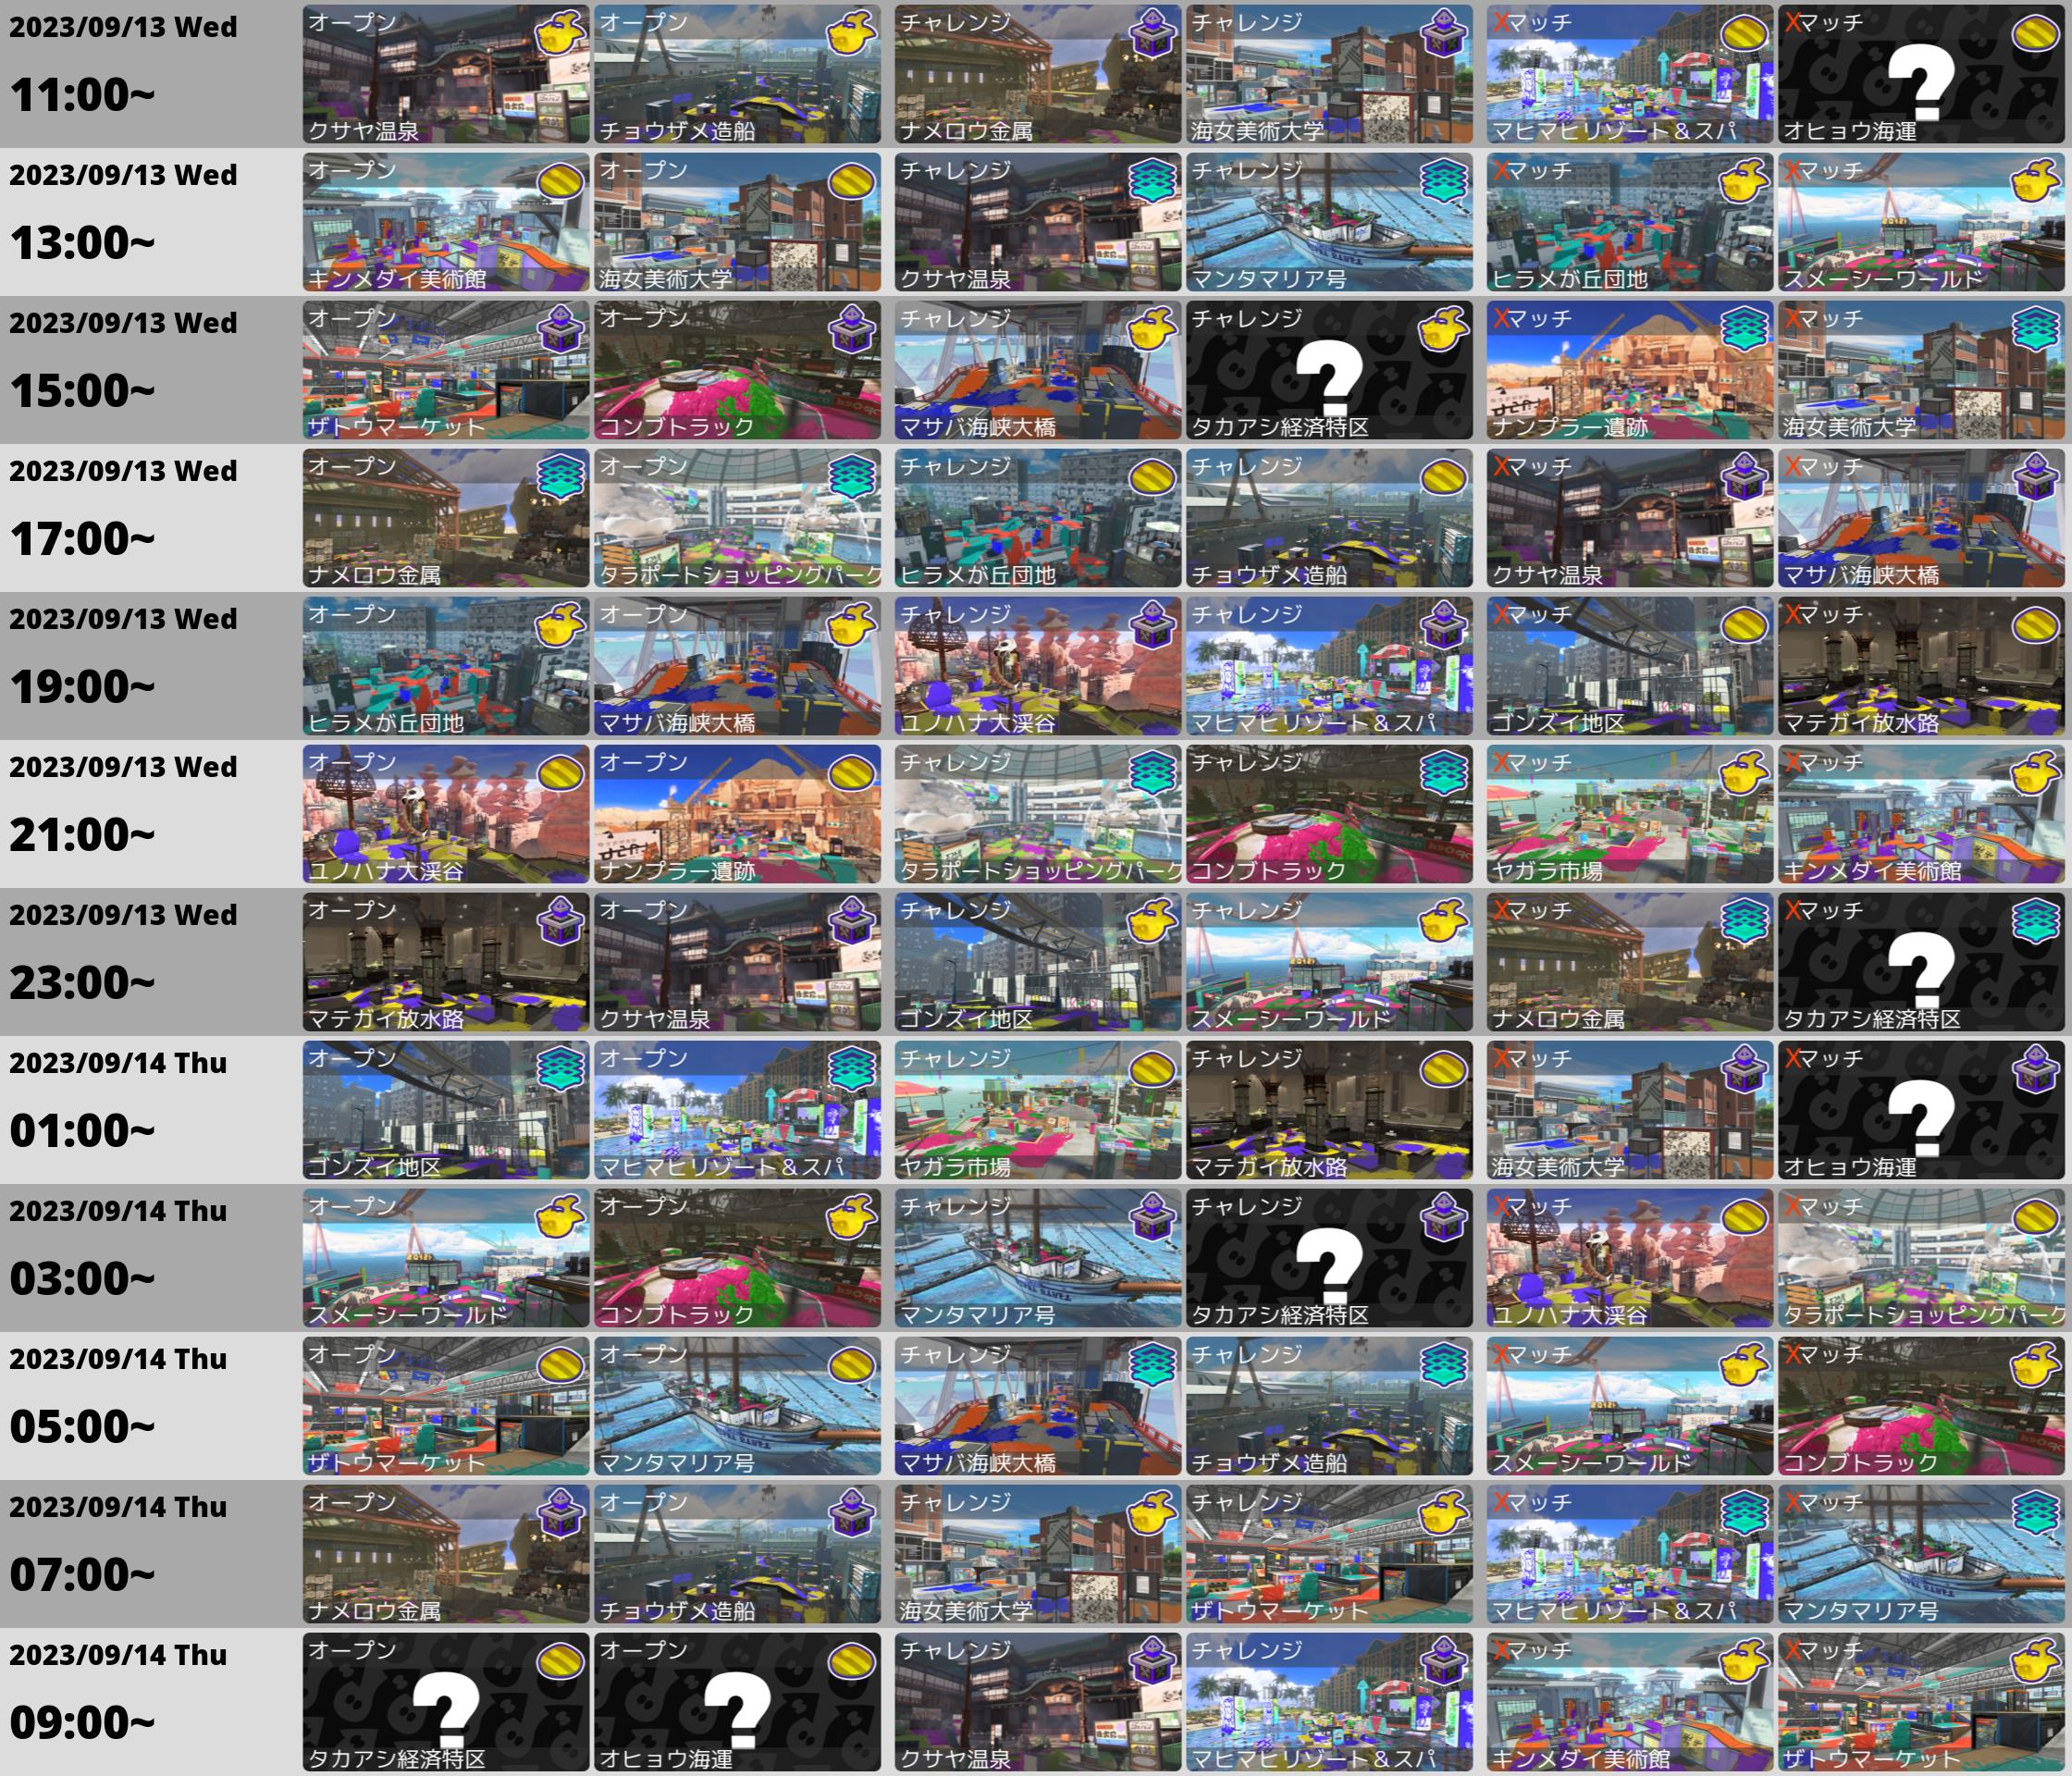 2023/09/13 Wed
11:00~
オープン
クサヤ温泉
オープン
チョウザメ造船
チャレンジ
ナメロウ金属
チャレンジ
海女美術大学
Xマッチ
マヒマヒリゾート＆スパ
Xマッチ
オヒョウ海運
2023/09/13 Wed
13:00~
オープン
キンメダイ美術館
オープン
海女美術大学
チャレンジ
クサヤ温泉
チャレンジ
マンタマリア号
Xマッチ
ヒラメが丘団地
Xマッチ
スメーシーワールド
2023/09/13 Wed
15:00~
オープン
ザトウマーケット
オープン
コンブトラック
チャレンジ
マサバ海峡大橋
チャレンジ
タカアシ経済特区
Xマッチ
ナンプラー遺跡
Xマッチ
海女美術大学
2023/09/13 Wed
17:00~
オープン
ナメロウ金属
オープン
タラポートショッピングパーク
チャレンジ
ヒラメが丘団地
チャレンジ
チョウザメ造船
Xマッチ
クサヤ温泉
Xマッチ
マサバ海峡大橋
2023/09/13 Wed
19:00~
オープン
ヒラメが丘団地
オープン
マサバ海峡大橋
チャレンジ
ユノハナ大渓谷
チャレンジ
マヒマヒリゾート＆スパ
Xマッチ
ゴンズイ地区
Xマッチ
マテガイ放水路
2023/09/13 Wed
21:00~
オープン
ユノハナ大渓谷
オープン
ナンプラー遺跡
チャレンジ
タラポートショッピングパーク
チャレンジ
コンブトラック
Xマッチ
ヤガラ市場
Xマッチ
キンメダイ美術館
2023/09/13 Wed
23:00~
オープン
マテガイ放水路
オープン
クサヤ温泉
チャレンジ
ゴンズイ地区
チャレンジ
スメーシーワールド
Xマッチ
ナメロウ金属
Xマッチ
タカアシ経済特区
2023/09/14 Thu
01:00~
オープン
ゴンズイ地区
オープン
マヒマヒリゾート＆スパ
チャレンジ
ヤガラ市場
チャレンジ
マテガイ放水路
Xマッチ
海女美術大学
Xマッチ
オヒョウ海運
2023/09/14 Thu
03:00~
オープン
スメーシーワールド
オープン
コンブトラック
チャレンジ
マンタマリア号
チャレンジ
タカアシ経済特区
Xマッチ
ユノハナ大渓谷
Xマッチ
タラポートショッピングパーク
2023/09/14 Thu
05:00~
オープン
ザトウマーケット
オープン
マンタマリア号
チャレンジ
マサバ海峡大橋
チャレンジ
チョウザメ造船
Xマッチ
スメーシーワールド
Xマッチ
コンブトラック
2023/09/14 Thu
07:00~
オープン
ナメロウ金属
オープン
チョウザメ造船
チャレンジ
海女美術大学
チャレンジ
ザトウマーケット
Xマッチ
マヒマヒリゾート＆スパ
Xマッチ
マンタマリア号
2023/09/14 Thu
09:00~
オープン
タカアシ経済特区
オープン
オヒョウ海運
チャレンジ
クサヤ温泉
チャレンジ
マヒマヒリゾート＆スパ
Xマッチ
キンメダイ美術館
Xマッチ
ザトウマーケット